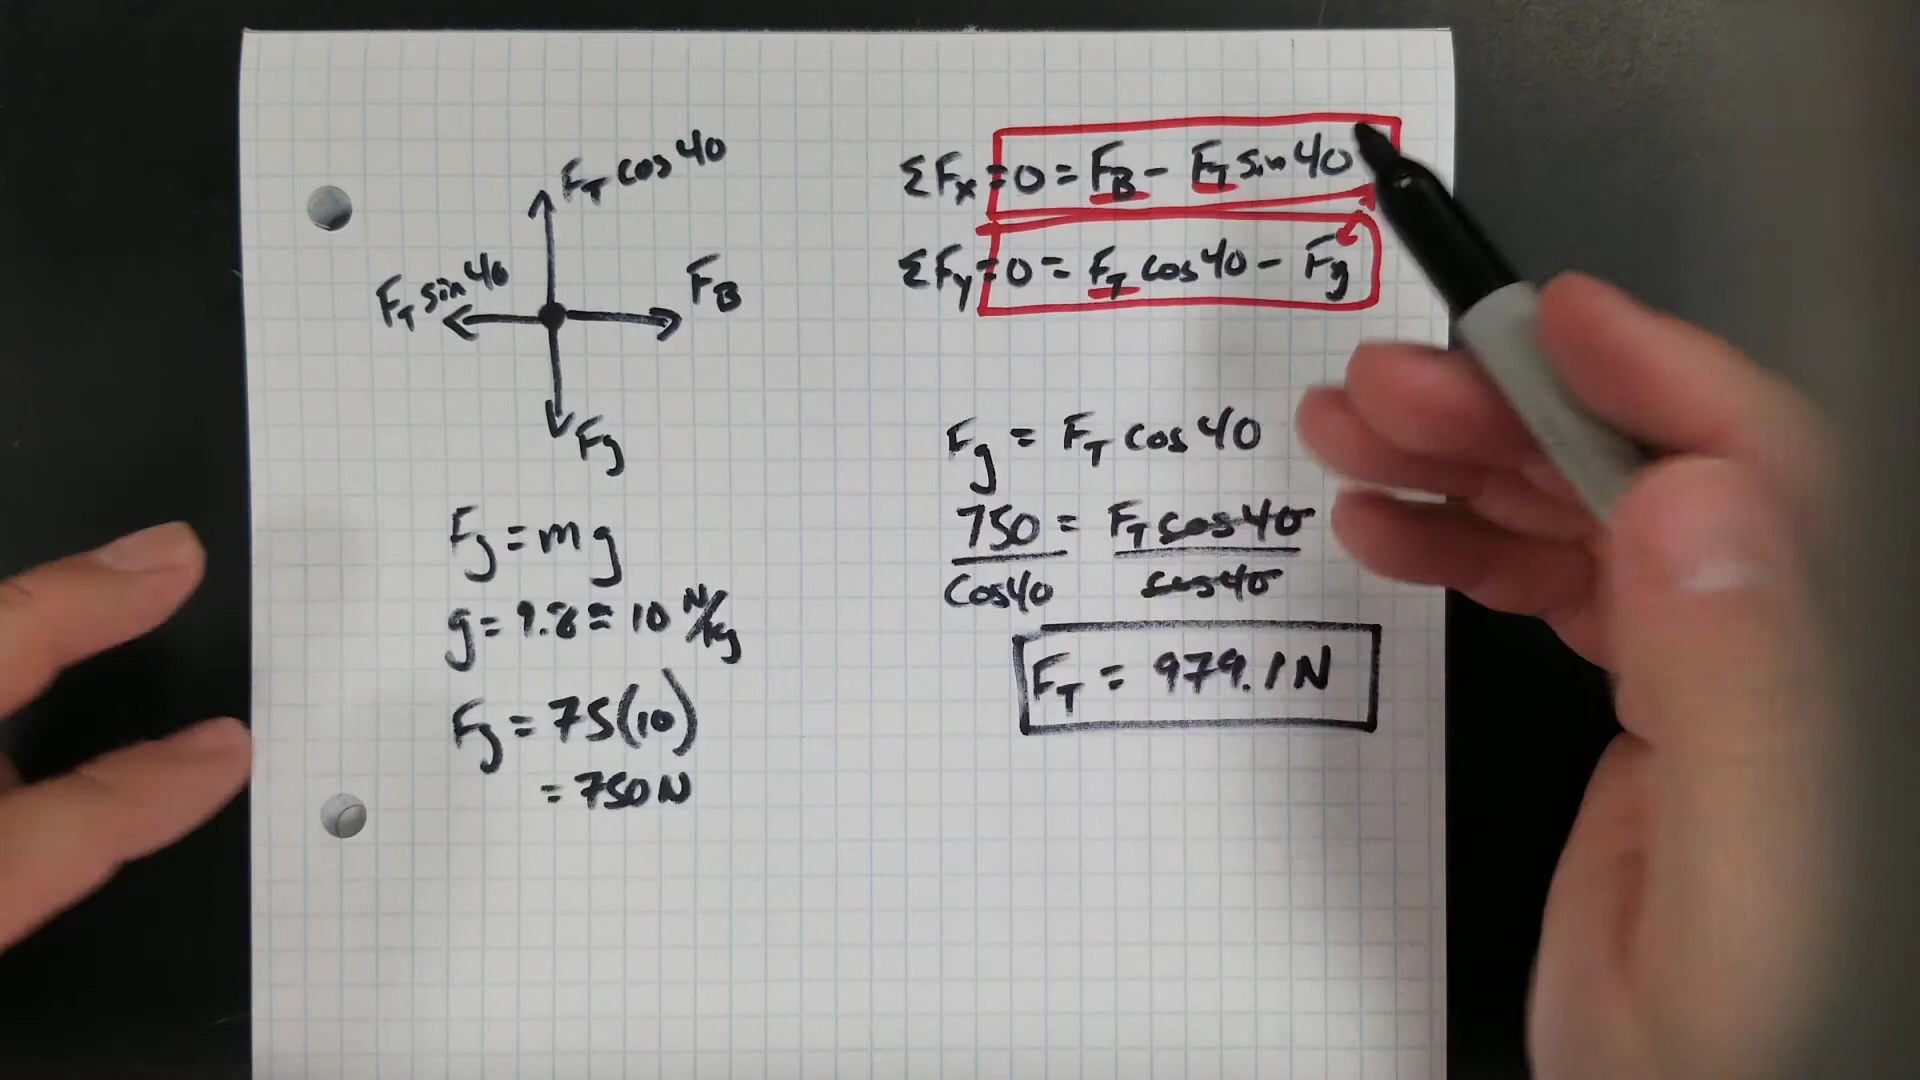 F_T cos 40
F_T sin 40
F_B
F_g
F_g = mg
g = 9.8 ≈ 10 N/kg
F_g = 75(10)
= 750N
ΣF_x = 0 = F_B - F_T sin 40
ΣF_y = 0 = F_T cos 40 - F_g
F_g = F_T cos 40
750 = F_T cos 40
cos 40 cos 40
F_T = 979.1N